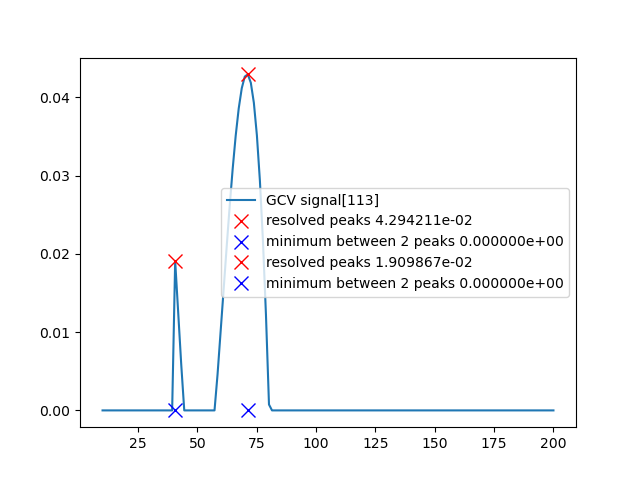 0.04
0.03
0.02
0.01
0.00
GCV signal[113]
resolved peaks 4.294211e-02
minimum between 2 peaks 0.000000e+00
resolved peaks 1.909867e-02
minimum between 2 peaks 0.000000e+00
25 50 75 100 125 150 175 200